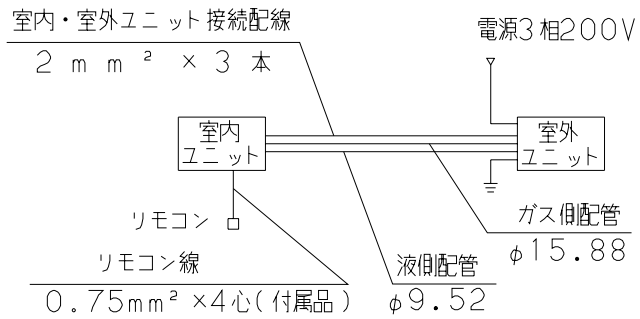 室内・室外ユニット接続配線
2mm² × 3本
電源3相200V
室内
ユニット
室外
ユニット
リモコン
ガス側配管
φ15.88
リモコン線
0.75mm² ×4心(付属品)
液側配管
φ9.52